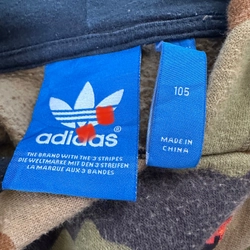 adidas®
THE BRAND WITH THE 3 STRIPES
DIE WELTMARKE MIT DEN 3 STREIFEN
LA MARQUE AUX 3 BANDES
105
MADE IN
CHINA